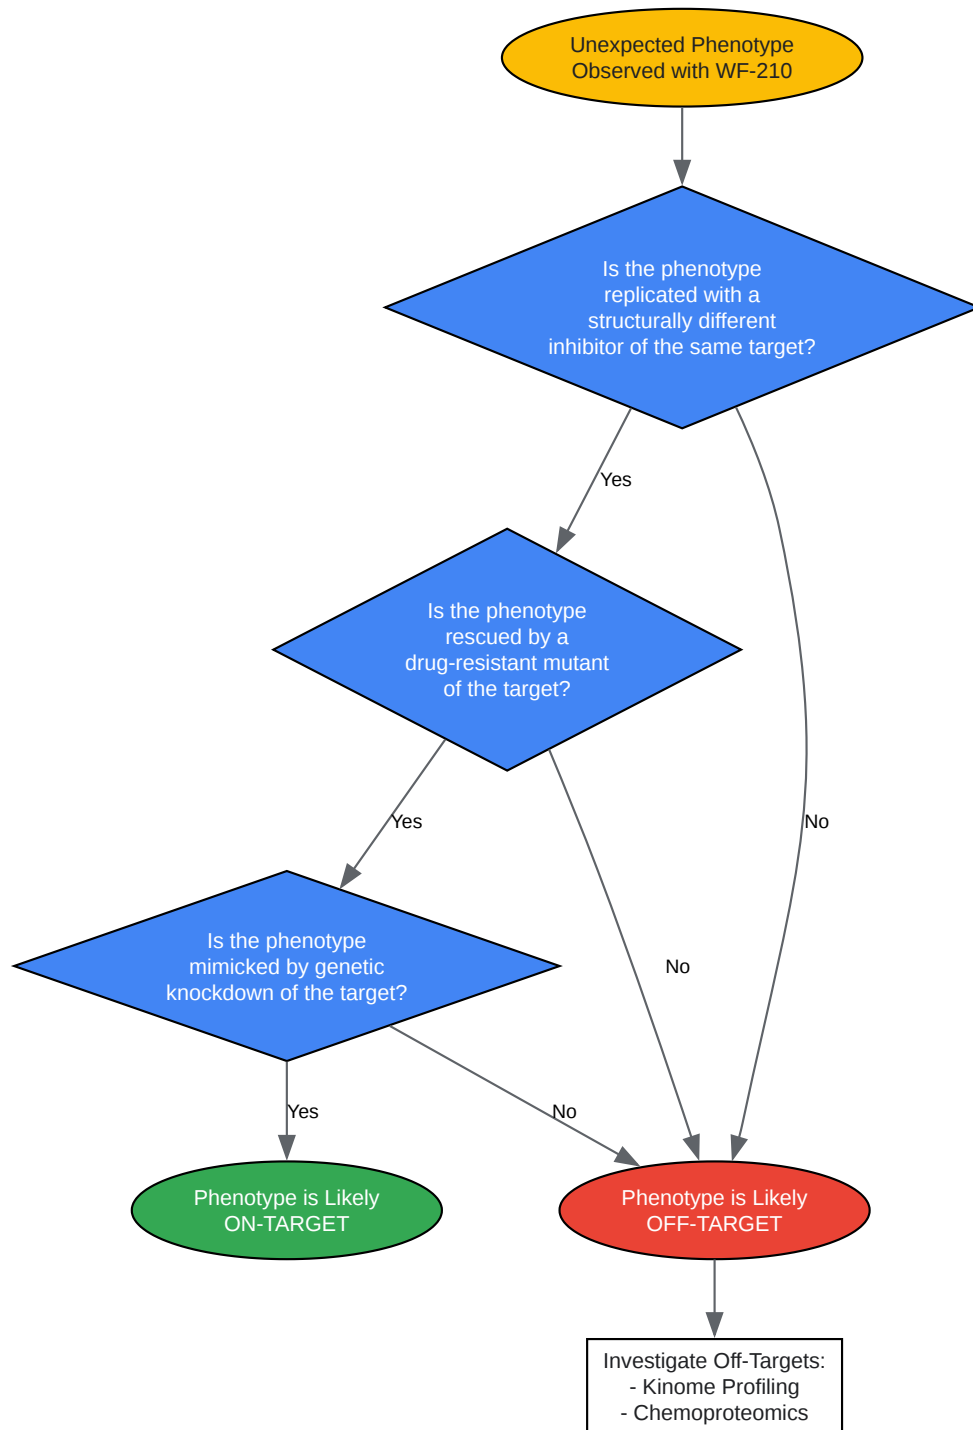 Unexpected Phenotype
Observed with WF-210
Is the phenotype
replicated with a
structurally different
inhibitor of the same target?
Yes
Is the phenotype
rescued by a
drug-resistant mutant
of the target?
Yes
No
Is the phenotype
mimicked by genetic
knockdown of the target?
No
Yes
No
Phenotype is Likely
ON-TARGET
Phenotype is Likely
OFF-TARGET
Investigate Off-Targets:
- Kinome Profiling
- Chemoproteomics